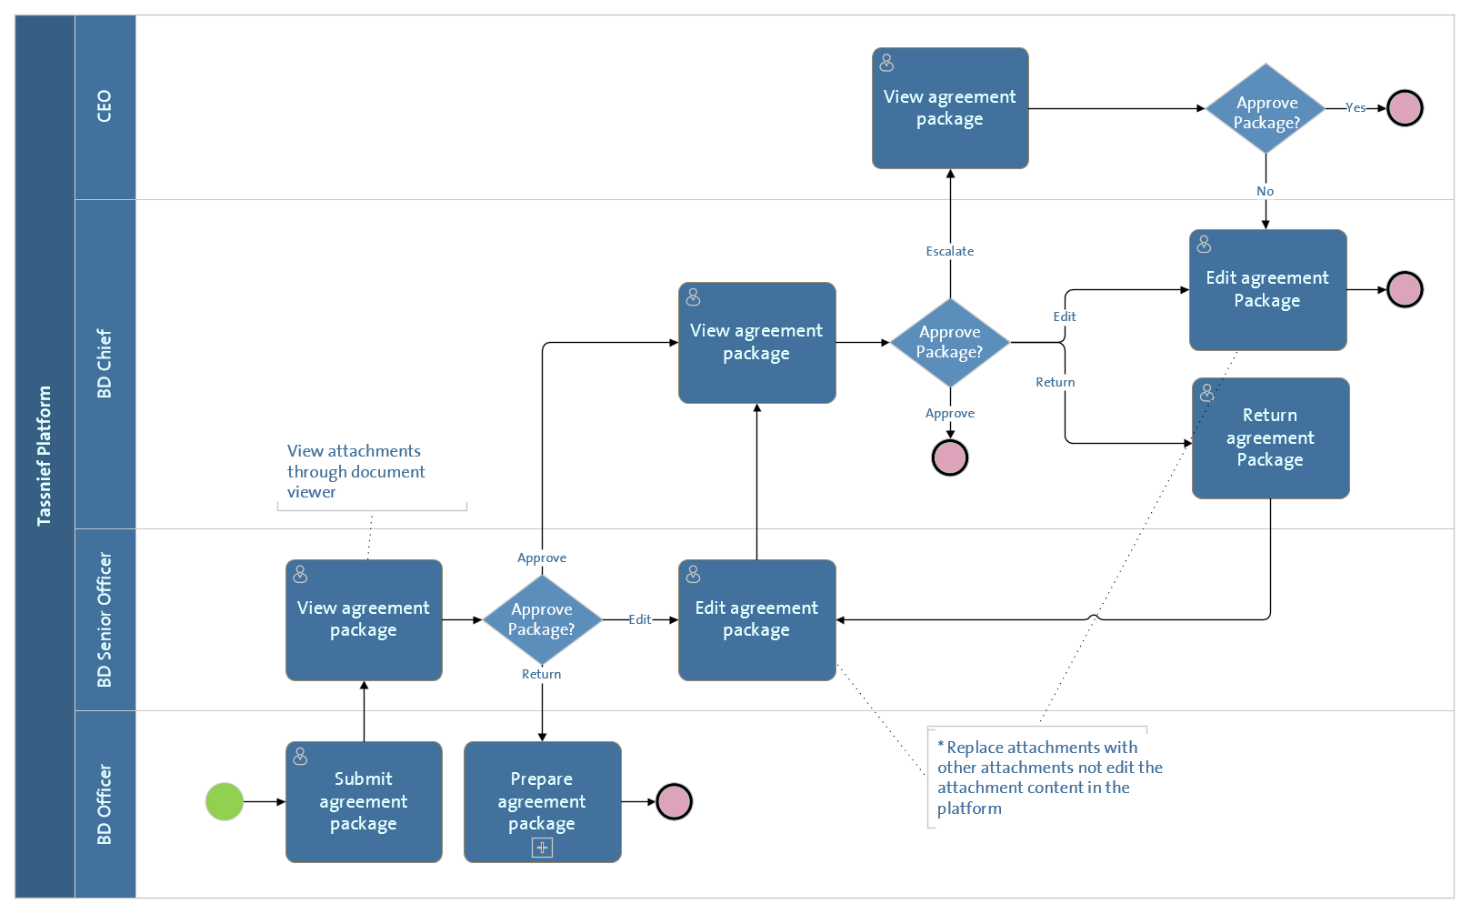 Tassnief Platform
CEO
View agreement
package
Approve
Package?
Yes
No
BD Chief
Escalate
View agreement
package
Approve
Package?
Edit
Return
Approve
Edit agreement
Package
Return
agreement
Package
View attachments
through document
viewer
BD Senior Officer
View agreement
package
Approve
Approve
Package?
Edit
Return
Edit agreement
package
BD Officer
Submit
agreement
package
Prepare
agreement
package
* Replace attachments with
other attachments not edit the
attachment content in the
platform